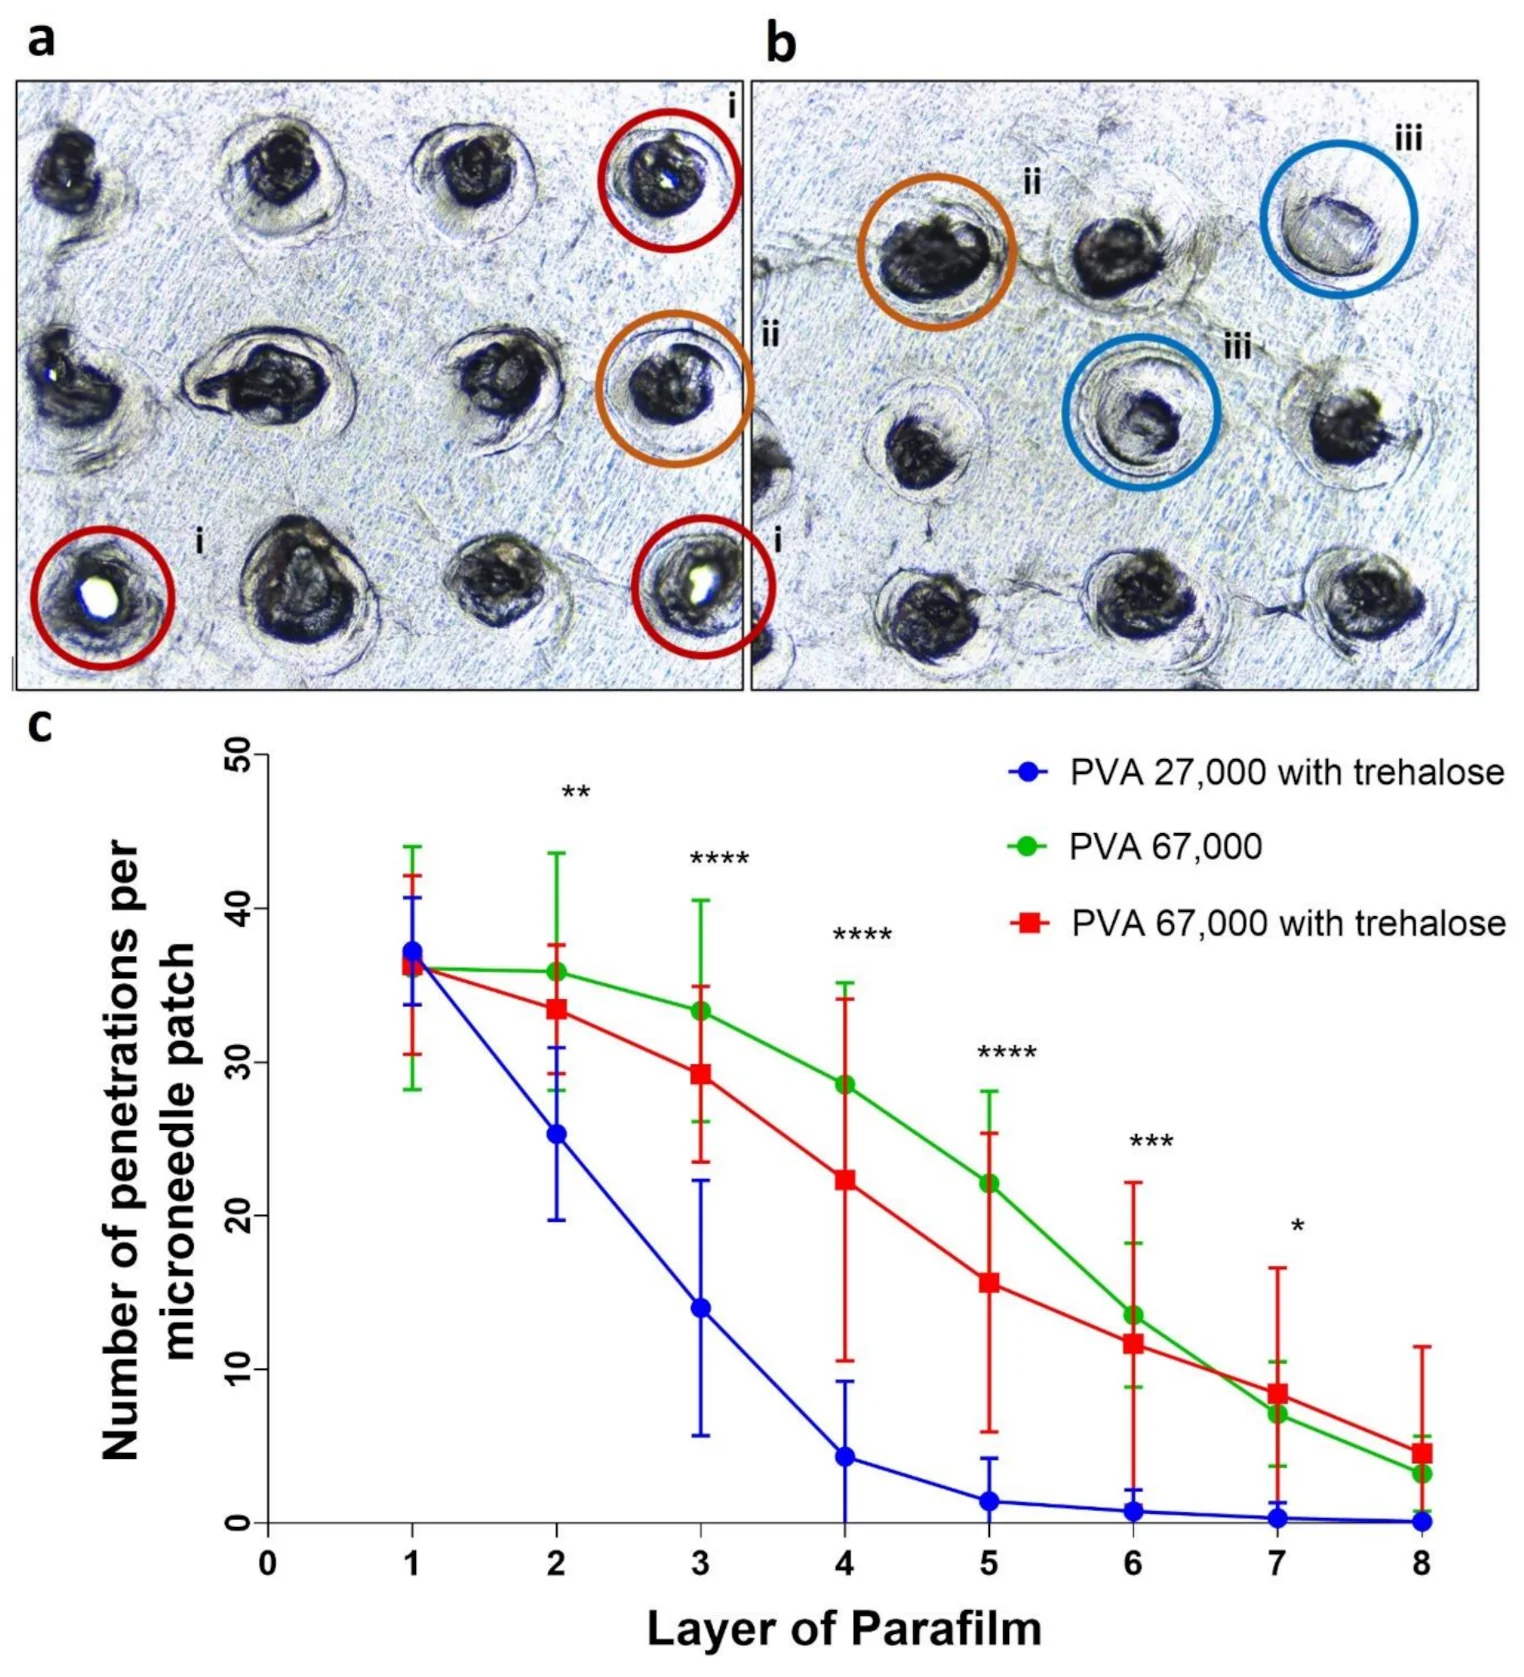 a
b
i
iii
ii
ii
iii
i
i
c
PVA 27,000 with trehalose
PVA 67,000
PVA 67,000 with trehalose
**
****
****
****
***
*
Number of penetrations per
microneedle patch
50
40
30
20
10
0
0 1 2 3 4 5 6 7 8
Layer of Parafilm